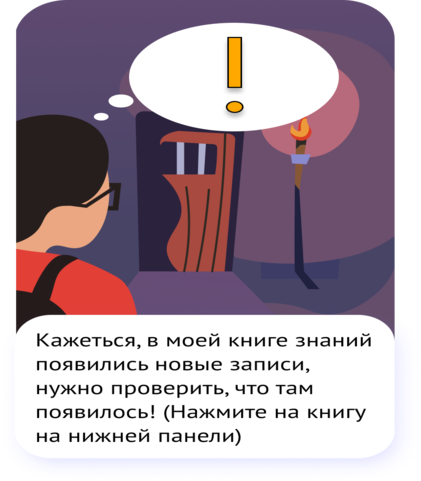 !
Кажеться, в моей книге знаний
появились новые записи,
нужно проверить, что там
появилось! (Нажмите на книгу
на нижней панели)